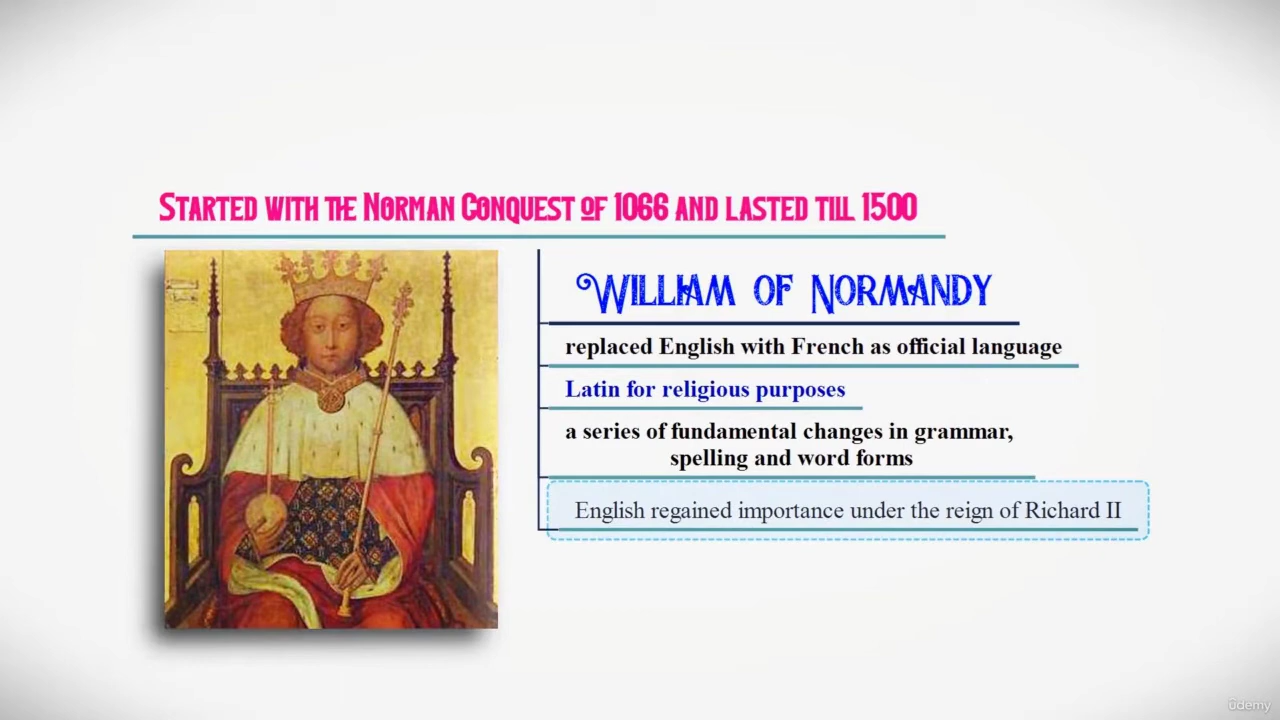 Started with the Norman Conquest of 1066 and lasted till 1500
William of Normandy
replaced English with French as official language
Latin for religious purposes
a series of fundamental changes in grammar,
spelling and word forms
English regained importance under the reign of Richard II
ûdemy